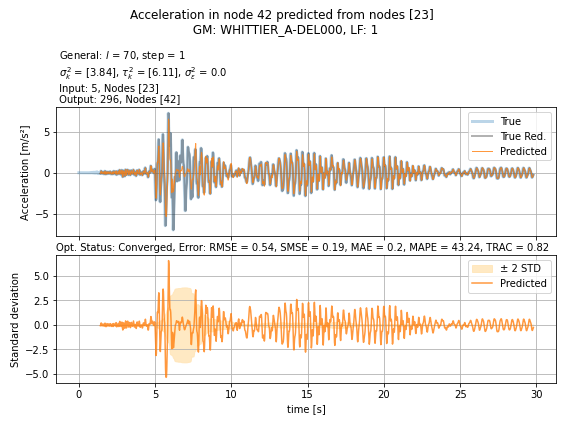 Acceleration in node 42 predicted from nodes [23]
GM: WHITTIER_A-DEL000, LF: 1
General: l = 70, step = 1
σ²ₖ = [3.84], τ²ₖ = [6.11], σ²ε = 0.0
Input: 5, Nodes [23]
Output: 296, Nodes [42]
Acceleration [m/s²]
5
0
−5
True
True Red.
Predicted
Opt. Status: Converged, Error: RMSE = 0.54, SMSE = 0.19, MAE = 0.2, MAPE = 43.24, TRAC = 0.82
Standard deviation
5.0
2.5
0.0
−2.5
−5.0
± 2 STD
Predicted
0 5 10 15 20 25 30
time [s]